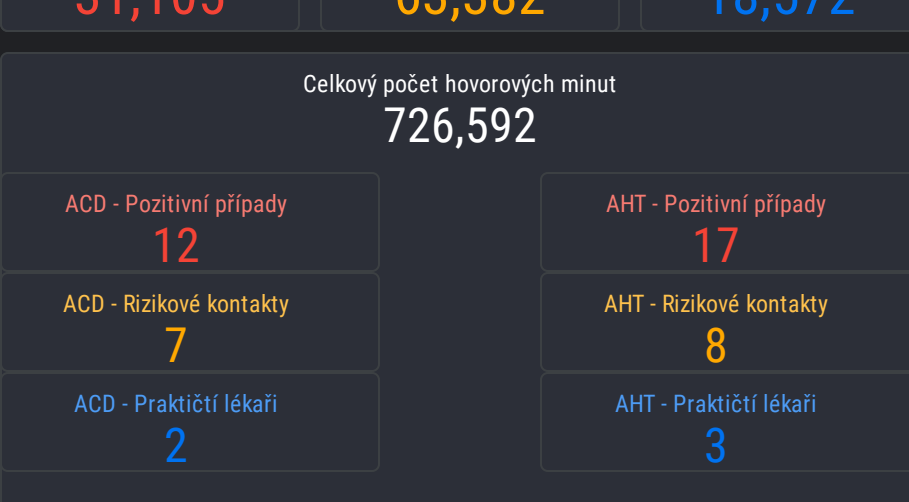 Celkový počet hovorových minut
726,592
ACD - Pozitivní případy
12
AHT - Pozitivní případy
17
ACD - Rizikové kontakty
7
AHT - Rizikové kontakty
8
ACD - Praktičtí lékaři
2
AHT - Praktičtí lékaři
3